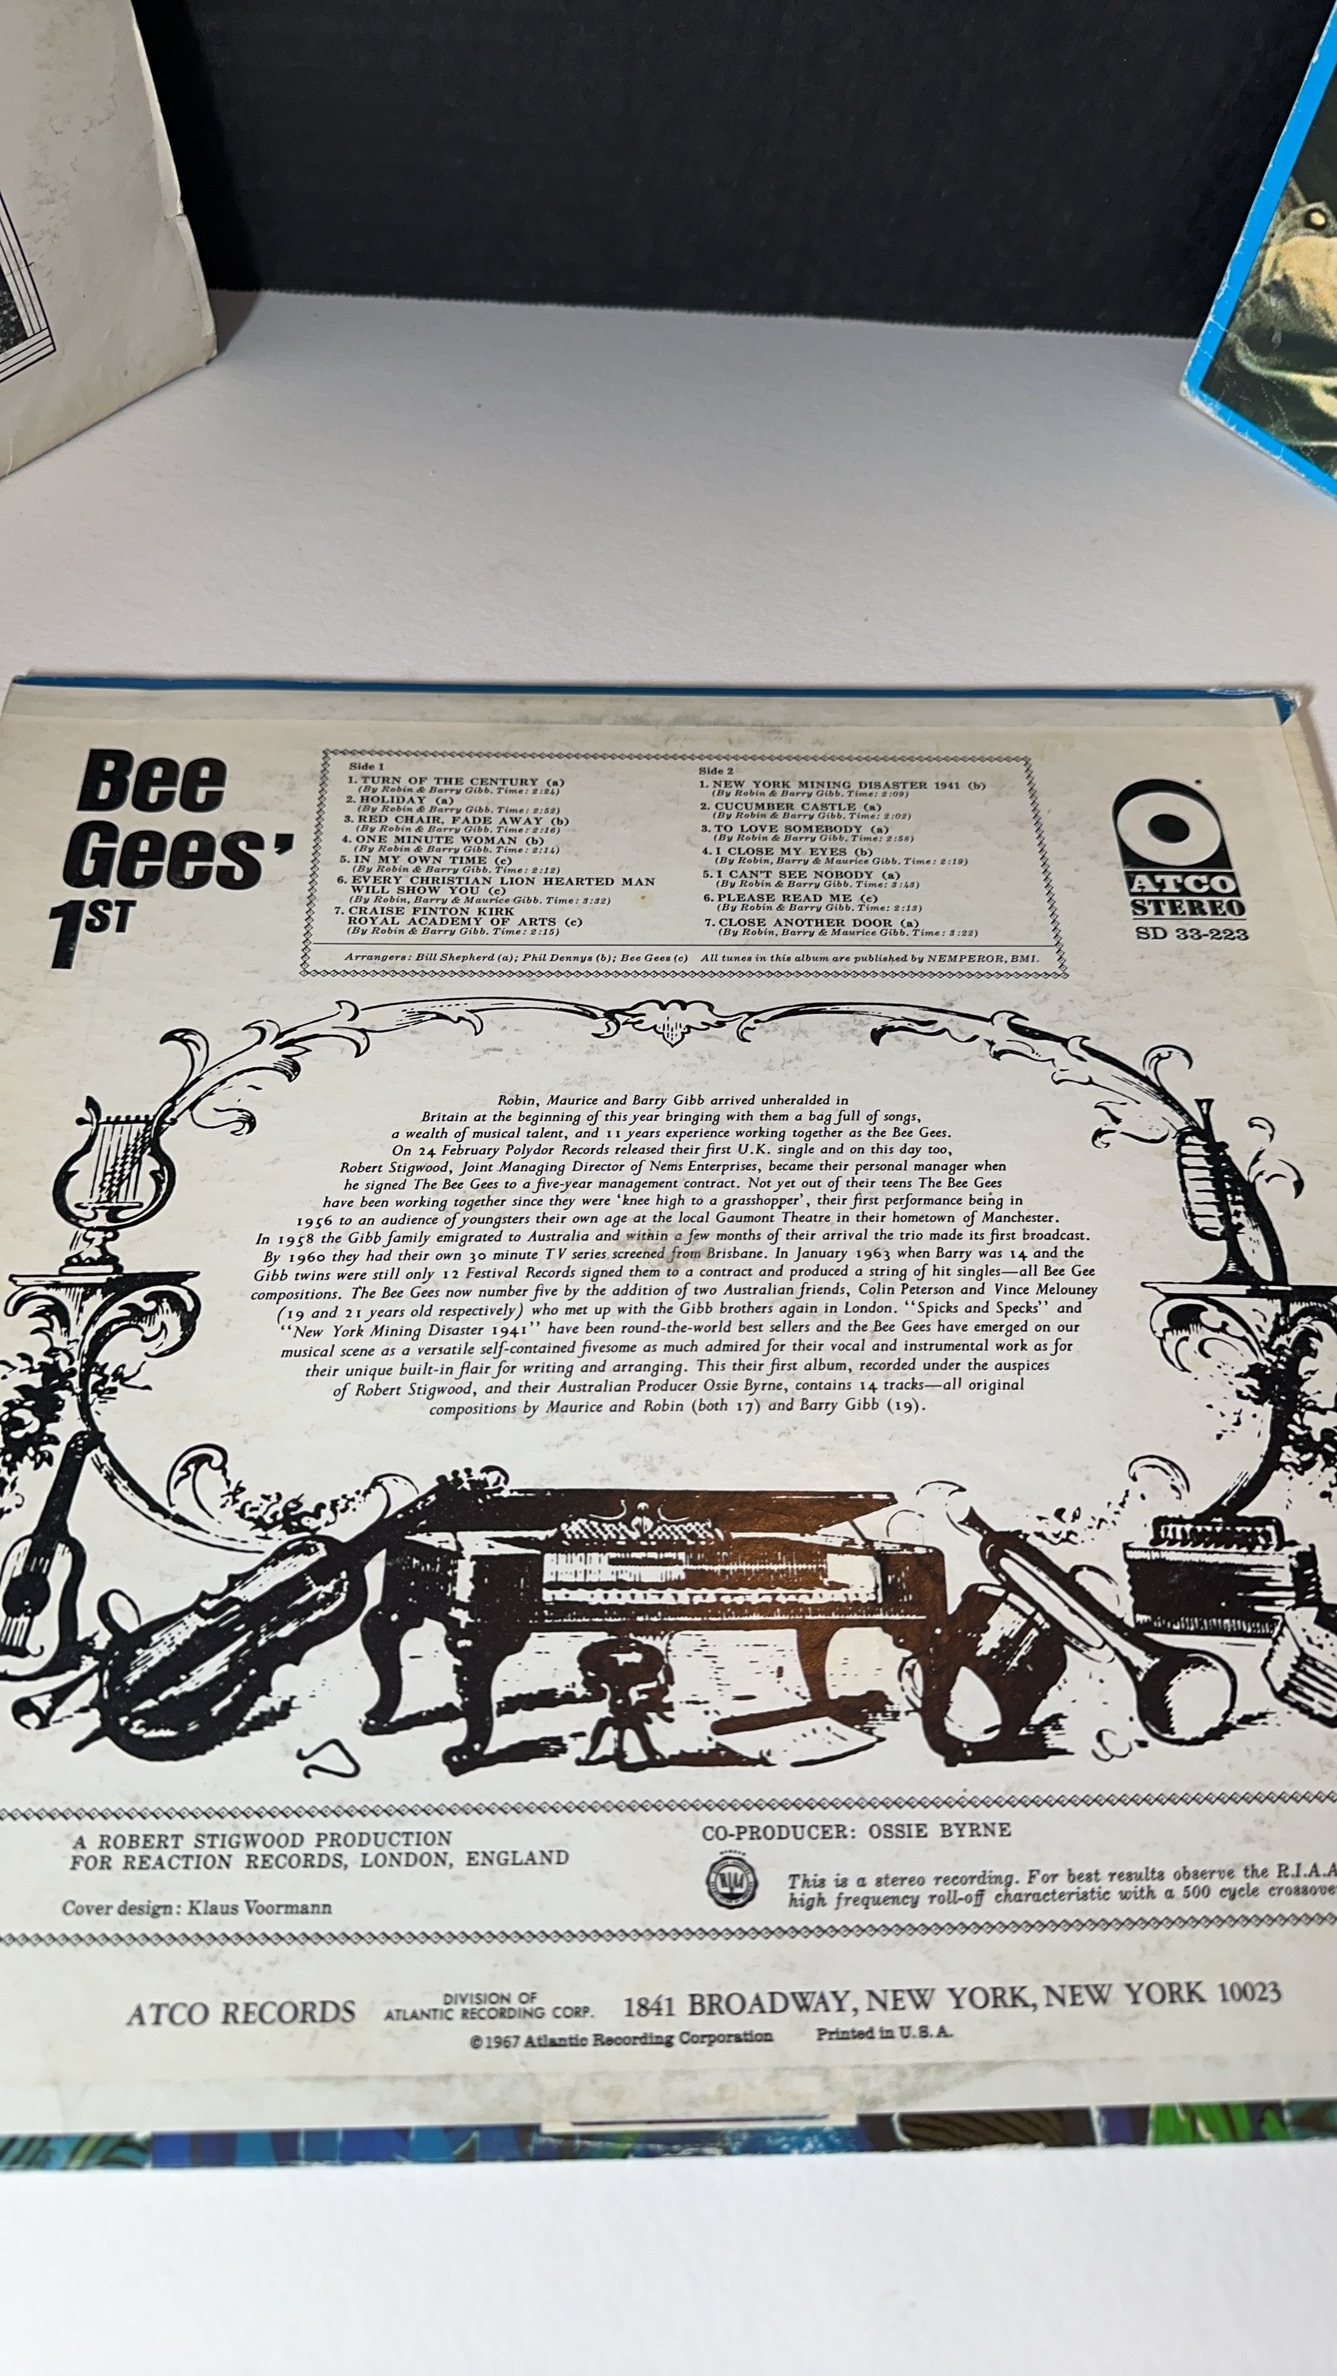 Bee
Gees'
1ST
Side 1
1. TURN OF THE CENTURY (a)
(By Robin & Barry Gibb. Time: 2:24)
2. HOLIDAY (a)
(By Robin & Barry Gibb. Time: 2:52)
3. RED CHAIR, FADE AWAY (b)
(By Robin & Barry Gibb. Time: 2:16)
4. ONE MINUTE WOMAN (b)
(By Robin & Barry Gibb. Time: 2:14)
5. IN MY OWN TIME (c)
(By Robin & Barry Gibb. Time: 2:12)
6. EVERY CHRISTIAN LION HEARTED MAN
WILL SHOW YOU (c)
(By Robin, Barry & Maurice Gibb. Time: 3:32)
7. CRAISE FINTON KIRK
ROYAL ACADEMY OF ARTS (c)
(By Robin & Barry Gibb. Time: 2:15)
Side 2
1. NEW YORK MINING DISASTER 1941 (b)
(By Robin & Barry Gibb. Time: 2:09)
2. CUCUMBER CASTLE (a)
(By Robin & Barry Gibb. Time: 2:02)
3. TO LOVE SOMEBODY (a)
(By Robin & Barry Gibb. Time: 2:58)
4. I CLOSE MY EYES (b)
(By Robin, Barry & Maurice Gibb. Time: 2:19)
5. I CAN'T SEE NOBODY (a)
(By Robin & Barry Gibb. Time: 3:43)
6. PLEASE READ ME (c)
(By Robin & Barry Gibb. Time: 2:13)
7. CLOSE ANOTHER DOOR (a)
(By Robin, Barry & Maurice Gibb. Time: 3:22)
Arrangers: Bill Shepherd (a); Phil Dennys (b); Bee Gees (c) All tunes in this album are published by NEMPEROR, BMI.
ATCO
STEREO
SD 33-223
Robin, Maurice and Barry Gibb arrived unheralded in
Britain at the beginning of this year bringing with them a bag full of songs,
a wealth of musical talent, and 11 years experience working together as the Bee Gees.
On 24 February Polydor Records released their first U.K. single and on this day too,
Robert Stigwood, Joint Managing Director of Nems Enterprises, became their personal manager when
he signed The Bee Gees to a five-year management contract. Not yet out of their teens The Bee Gees
have been working together since they were 'knee high to a grasshopper', their first performance being in
1956 to an audience of youngsters their own age at the local Gaumont Theatre in their hometown of Manchester.
In 1958 the Gibb family emigrated to Australia and within a few months of their arrival the trio made its first broadcast.
By 1960 they had their own 30 minute TV series screened from Brisbane. In January 1963 when Barry was 14 and the
Gibb twins were still only 12 Festival Records signed them to a contract and produced a string of hit singles—all Bee Gee
compositions. The Bee Gees now number five by the addition of two Australian friends, Colin Peterson and Vince Melouney
(19 and 21 years old respectively) who met up with the Gibb brothers again in London. "Spicks and Specks" and
"New York Mining Disaster 1941" have been round-the-world best sellers and the Bee Gees have emerged on our
musical scene as a versatile self-contained fivesome as much admired for their vocal and instrumental work as for
their unique built-in flair for writing and arranging. This their first album, recorded under the auspices
of Robert Stigwood, and their Australian Producer Ossie Byrne, contains 14 tracks—all original
compositions by Maurice and Robin (both 17) and Barry Gibb (19).
A ROBERT STIGWOOD PRODUCTION
FOR REACTION RECORDS, LONDON, ENGLAND
Cover design: Klaus Voormann
CO-PRODUCER: OSSIE BYRNE
This is a stereo recording. For best results observe the R.I.A.A
high frequency roll-off characteristic with a 500 cycle crossove
ATCO RECORDS DIVISION OF
ATLANTIC RECORDING CORP. 1841 BROADWAY, NEW YORK, NEW YORK 10023
©1967 Atlantic Recording Corporation Printed in U.S.A.